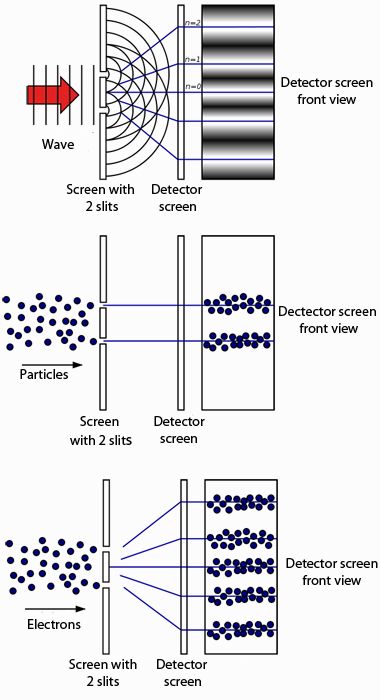 n=2
n=1
n=0
Detector screen
front view
Wave
Screen with
2 slits
Detector
screen
Dectector screen
front view
Particles
Screen
with 2 slits
Detector
screen
Detector screen
front view
Electrons
Screen with
2 slits
Detector
screen